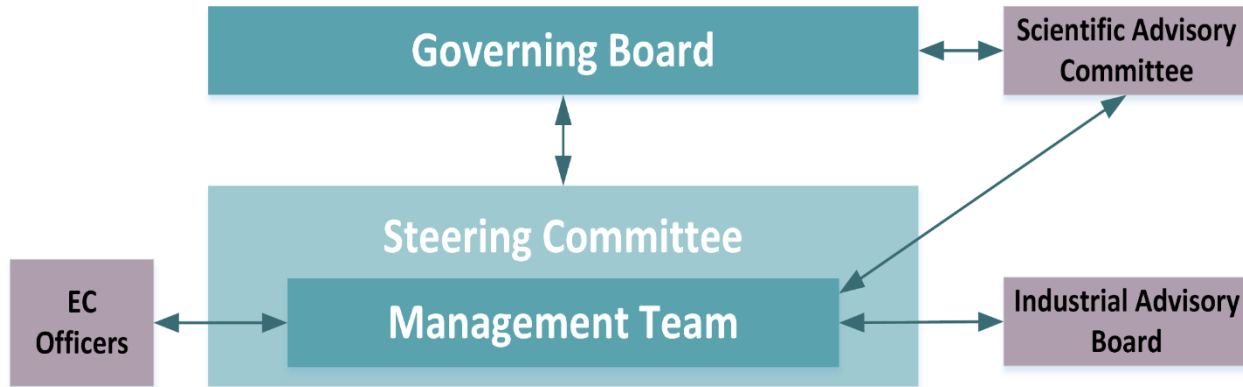 Governing Board
Scientific Advisory
Committee
Steering Committee
EC
Officers
Management Team
Industrial Advisory
Board